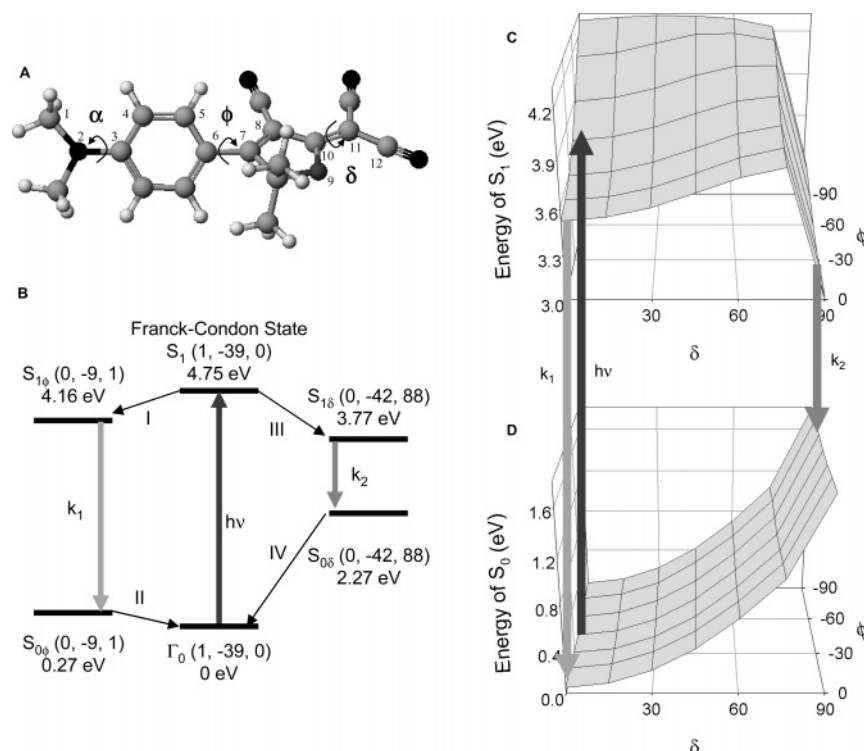 A
α
1
2
3
4
5
6
ϕ
7
8
9
10
11
12
δ
B
Franck-Condon State
S1 (1, -39, 0)
4.75 eV
S1ϕ (0, -9, 1)
4.16 eV
S1δ (0, -42, 88)
3.77 eV
I
III
k1
hν
k2
II
IV
S0δ (0, -42, 88)
2.27 eV
S0ϕ (0, -9, 1)
0.27 eV
Γ0 (1, -39, 0)
0 eV
C
Energy of S1 (eV)
4.2
3.9
3.6
3.3
3.0
30
60
90
δ
-90
-60
-30
0
ϕ
k1
hν
k2
D
Energy of S0 (eV)
1.6
1.2
0.8
0.4
0.0
30
60
90
δ
-90
-60
-30
0
ϕ